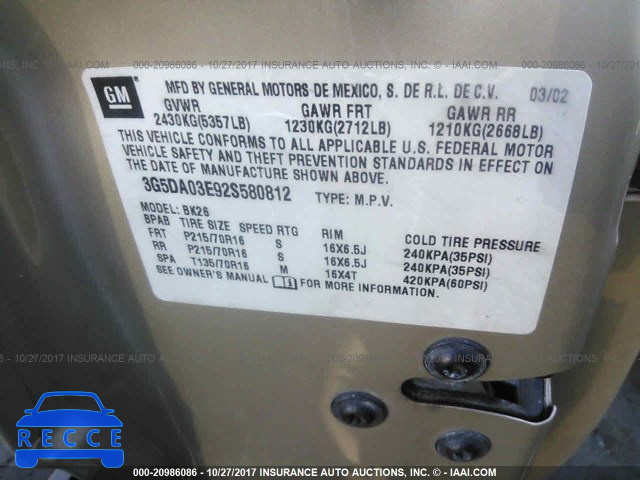 000-20986086 - 10/27/2017 INSURANCE AUTO AUCTIONS, INC. - © IAAI.COM
GM
MFD BY GENERAL MOTORS DE MEXICO, S. DE R.L. DE C.V. 03/02
GVWR GAWR FRT GAWR RR
2430KG(5357LB) 1230KG(2712LB) 1210KG(2668LB)
THIS VEHICLE CONFORMS TO ALL APPLICABLE U.S. FEDERAL MOTOR
VEHICLE SAFETY AND THEFT PREVENTION STANDARDS IN EFFECT ON
THE DATE OF MANUFACTURE SHOWN ABOVE.
3G5DA03E92S580812 TYPE: M.P.V.
MODEL: BK26
BPAB TIRE SIZE SPEED RTG RIM COLD TIRE PRESSURE
FRT P215/70R16 S 16X6.5J 240KPA(35PSI)
RR P215/70R16 S 16X6.5J 240KPA(35PSI)
SPA T135/70R16 M 16X4T 420KPA(60PSI)
SEE OWNER'S MANUAL FOR MORE INFORMATION.
RECCE
000-20986086 - 10/27/2017 INSURANCE AUTO AUCTIONS, INC. - © IAAI.COM